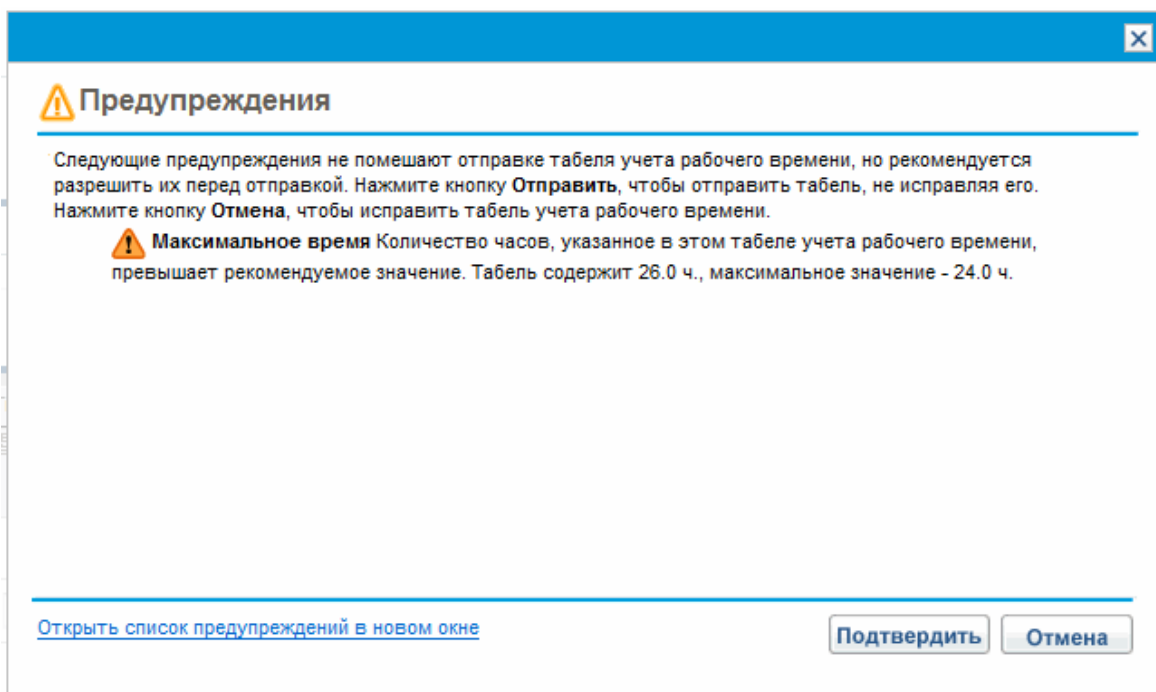 Предупреждения
Следующие предупреждения не помешают отправке табеля учета рабочего времени, но рекомендуется
разрешить их перед отправкой. Нажмите кнопку Отправить, чтобы отправить табель, не исправляя его.
Нажмите кнопку Отмена, чтобы исправить табель учета рабочего времени.
Максимальное время Количество часов, указанное в этом табеле учета рабочего времени,
превышает рекомендуемое значение. Табель содержит 26.0 ч., максимальное значение - 24.0 ч.
Открыть список предупреждений в новом окне
Подтвердить
Отмена